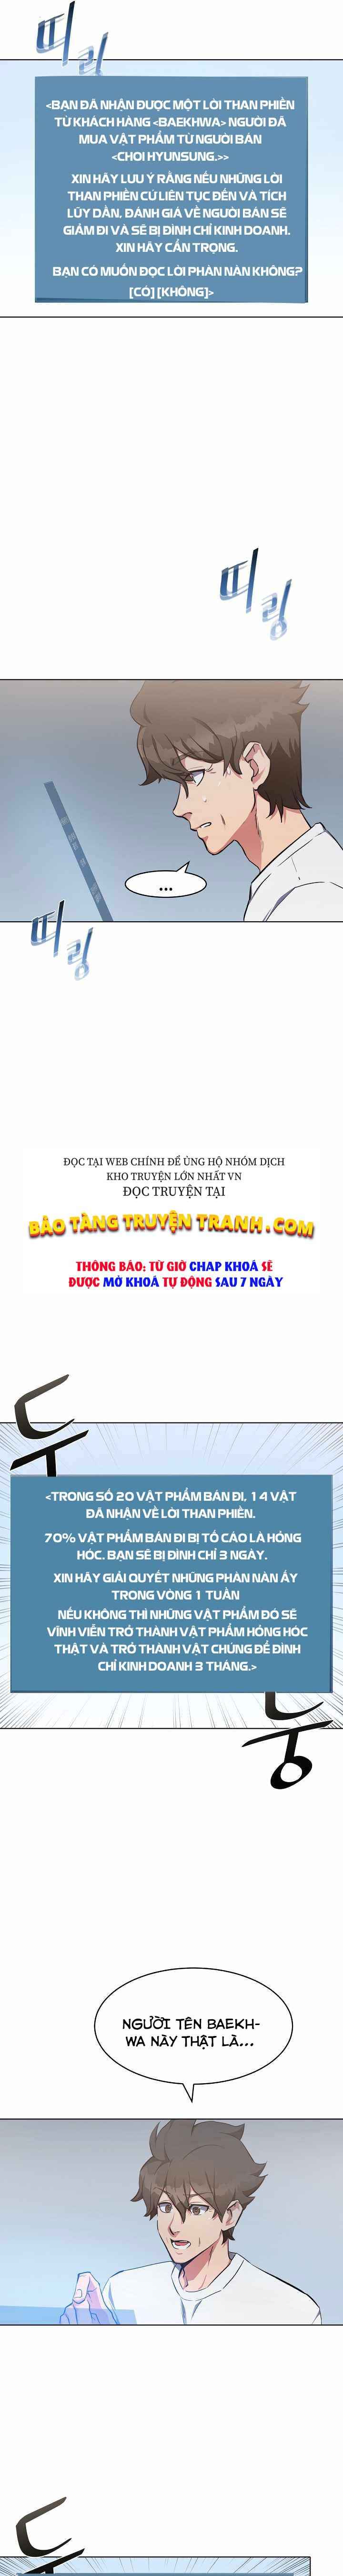 띠링
<BẠN ĐÃ NHẬN ĐƯỢC MỘT LỜI THAN PHIỀN
TỪ KHÁCH HÀNG <BAEKHWA> NGƯỜI ĐÃ
MUA VẬT PHẨM TỪ NGƯỜI BÁN
<CHOI HYUNSUNG.>>
XIN HÃY LƯU Ý RẰNG NẾU NHỮNG LỜI
THAN PHIỀN CỨ LIÊN TỤC ĐẾN VÀ TÍCH
LŨY DẦN, ĐÁNH GIÁ VỀ NGƯỜI BÁN SẼ
GIẢM ĐI VÀ SẼ BỊ ĐÌNH CHỈ KINH DOANH.
XIN HÃY CẨN TRỌNG.
BẠN CÓ MUỐN ĐỌC LỜI PHÀN NÀN KHÔNG?
[CÓ] [KHÔNG]>
띠링
...
띠링
ĐỌC TẠI WEB CHÍNH ĐỂ ỦNG HỘ NHÓM DỊCH
KHO TRUYỆN LỚN NHẤT VN
ĐỌC TRUYỆN TẠI
BẢO TÀNG TRUYỆN TRANH.COM
THÔNG BÁO: TỪ GIỜ CHAP KHOÁ SẼ
ĐƯỢC MỞ KHOÁ TỰ ĐỘNG SAU 7 NGÀY
두
<TRONG SỐ 20 VẬT PHẨM BÁN ĐI, 14 VẬT
ĐÃ NHẬN VỀ LỜI THAN PHIỀN.
70% VẬT PHẨM BÁN ĐI BỊ TỐ CÁO LÀ HỎNG
HÓC. BẠN SẼ BỊ ĐÌNH CHỈ 3 NGÀY.
XIN HÃY GIẢI QUYẾT NHỮNG PHÀN NÀN ẤY
TRONG VÒNG 1 TUẦN
NẾU KHÔNG THÌ NHỮNG VẬT PHẨM ĐÓ SẼ
VĨNH VIỄN TRỞ THÀNH VẬT PHẨM HỎNG HÓC
THẬT VÀ TRỞ THÀNH VẬT CHỨNG ĐỂ ĐÌNH
CHỈ KINH DOANH 3 THÁNG.>
둥
NGƯỜI TÊN BAEKH-
WA NÀY THẬT LÀ...